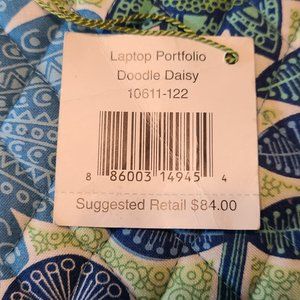 Laptop Portfolio
Doodle Daisy
10611-122
8 86003 14945 4
Suggested Retail $84.00